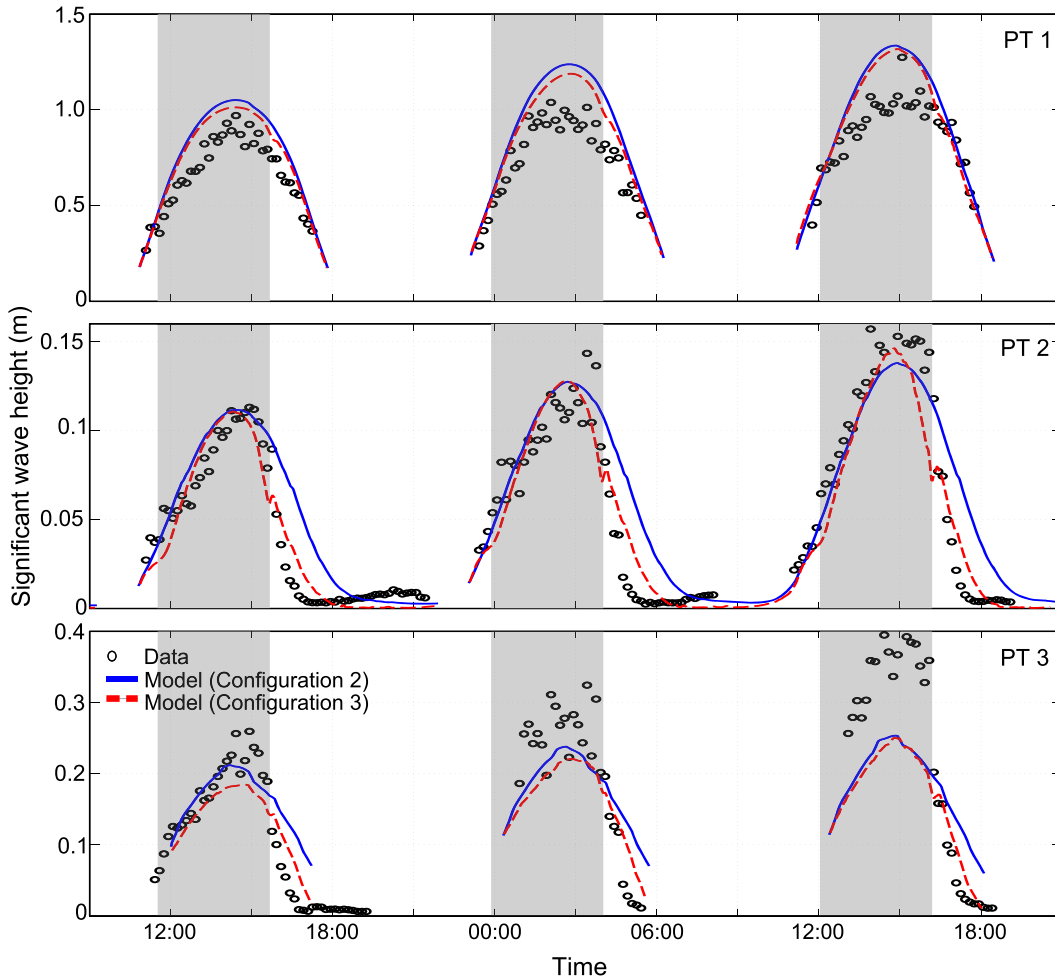 1.5
PT 1
1.0
0.5
0
0.15
PT 2
0.1
0.05
0
0.4
PT 3
Data
Model (Configuration 2)
Model (Configuration 3)
0.3
0.2
0.1
0
Significant wave height (m)
12:00 18:00 00:00 06:00 12:00 18:00
Time